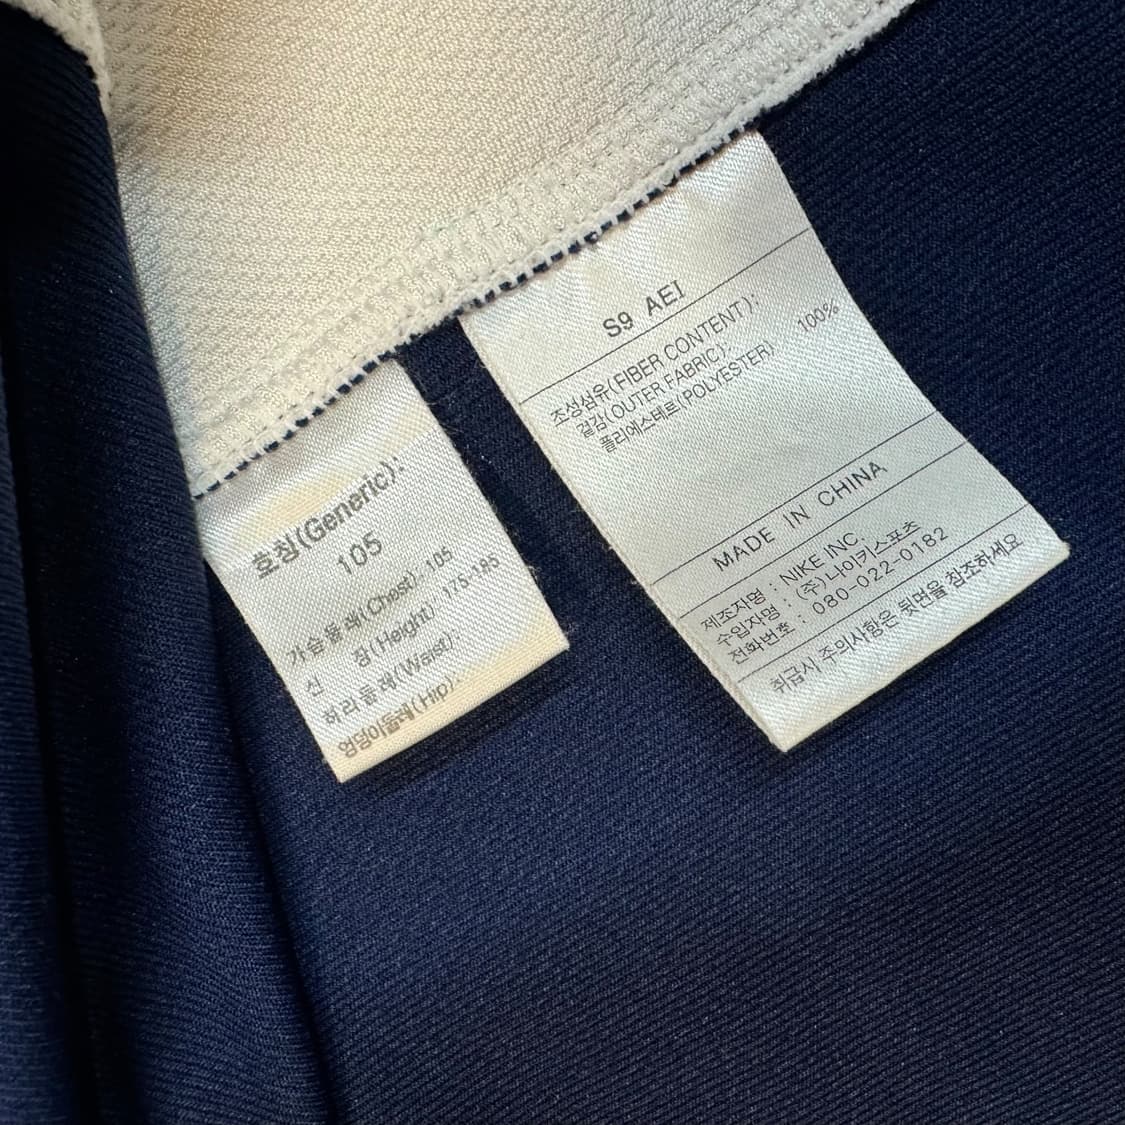 호칭(Generic):
105
가슴둘레(Chest): 105
신 장(Height) 175-185
허리둘레(Waist):
엉덩이둘레(Hip):
S9 AEI
조성섬유(FIBER CONTENT):
겉감(OUTER FABRIC):
폴리에스테르(POLYESTER) 100%
MADE IN CHINA
제조자명 : NIKE INC.
수입자명 : (주)나이키스포츠
전화번호 : 080-022-0182
취급시 주의사항은 뒷면을 참조하세요